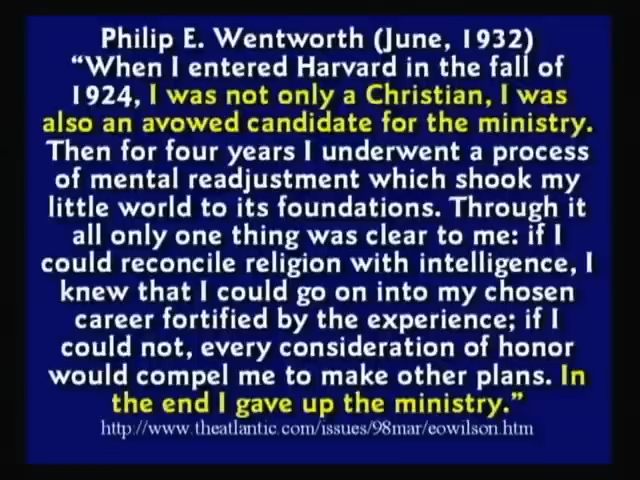 Philip E. Wentworth (June, 1932)
“When I entered Harvard in the fall of
1924, I was not only a Christian, I was
also an avowed candidate for the ministry.
Then for four years I underwent a process
of mental readjustment which shook my
little world to its foundations. Through it
all only one thing was clear to me: if I
could reconcile religion with intelligence, I
knew that I could go on into my chosen
career fortified by the experience; if I
could not, every consideration of honor
would compel me to make other plans. In
the end I gave up the ministry.”
http://www.theatlantic.com/issues/98mar/eowilson.htm